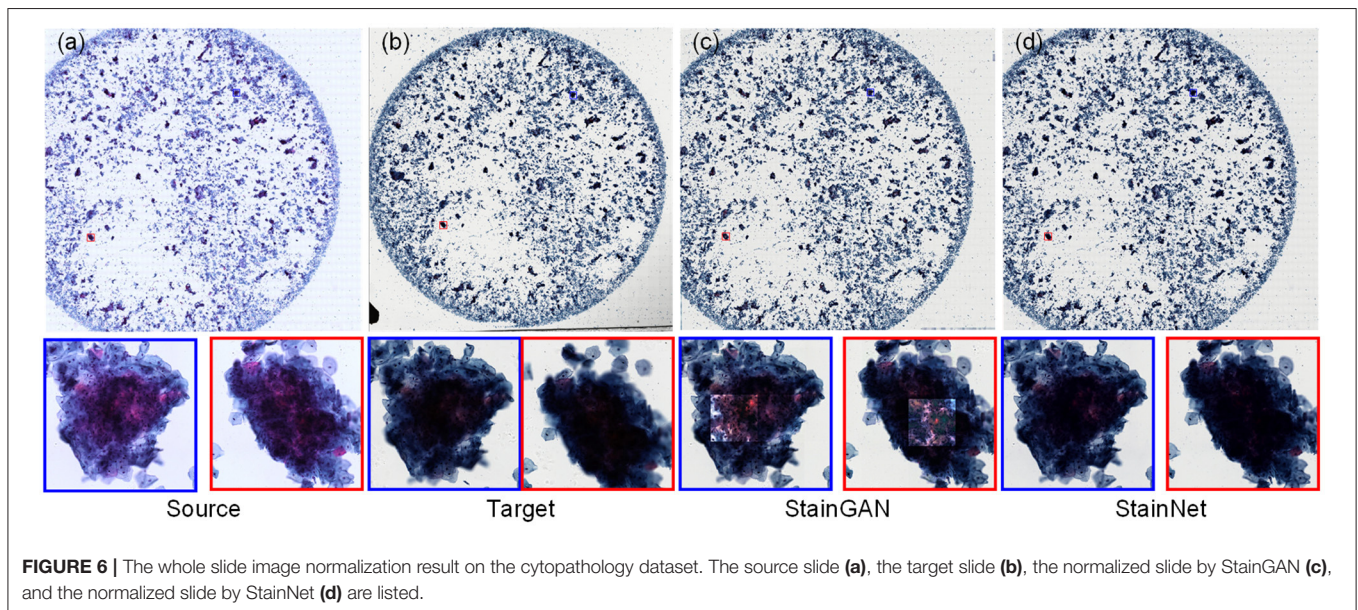 (a) (b) (c) (d)
Source Target StainGAN StainNet
FIGURE 6 | The whole slide image normalization result on the cytopathology dataset. The source slide (a), the target slide (b), the normalized slide by StainGAN (c),
and the normalized slide by StainNet (d) are listed.